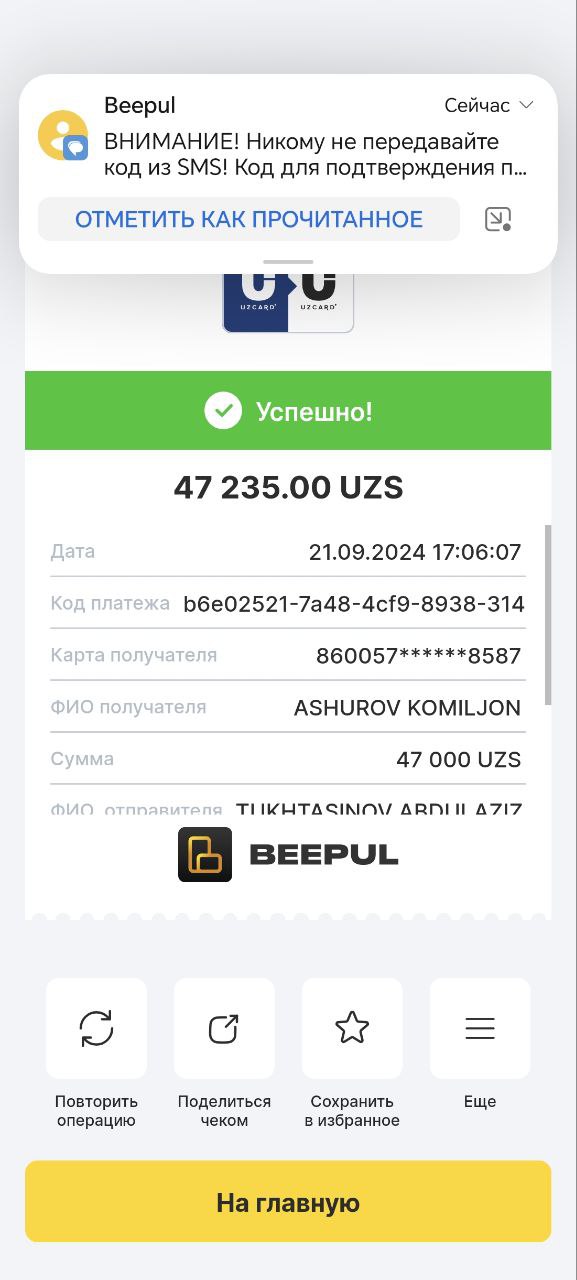 Beepul
Сейчас
ВНИМАНИЕ! Никому не передавайте
код из SMS! Код для подтверждения п...
ОТМЕТИТЬ КАК ПРОЧИТАННОЕ
UZCARD UZCARD
Успешно!
47 235.00 UZS
Дата 21.09.2024 17:06:07
Код платежа b6e02521-7a48-4cf9-8938-314
Карта получателя 860057******8587
ФИО получателя ASHUROV KOMILJON
Сумма 47 000 UZS
ФИО отправителя TUKHTASINOV ABDULAZIZ
BEEPUL
Повторить
операцию
Поделиться
чеком
Сохранить
в избранное
Еще
На главную